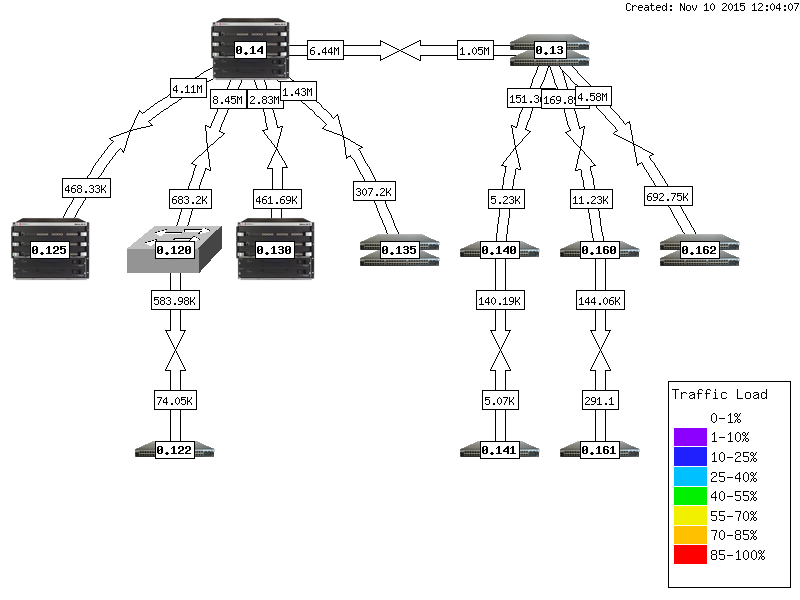 Created: Nov 10 2015 12:04:07
0.14
6.44M
1.05M
0.13
4.11M
8.45M
2.83M
1.43M
4.58M
468.33K
683.2K
461.69K
307.2K
5.23K
11.23K
692.75K
0.125
0.120
0.130
0.135
0.140
0.160
0.162
583.98K
140.19K
144.06K
74.05K
5.07K
291.1
0.122
0.141
0.161
Traffic Load
0-1%
1-10%
10-25%
25-40%
40-55%
55-70%
70-85%
85-100%